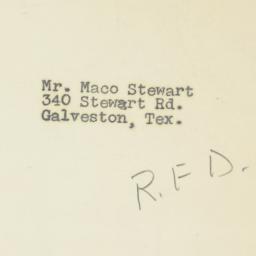 Mr. Maco Stewart
340 Stewart Rd.
Galveston, Tex.
R.F.D.